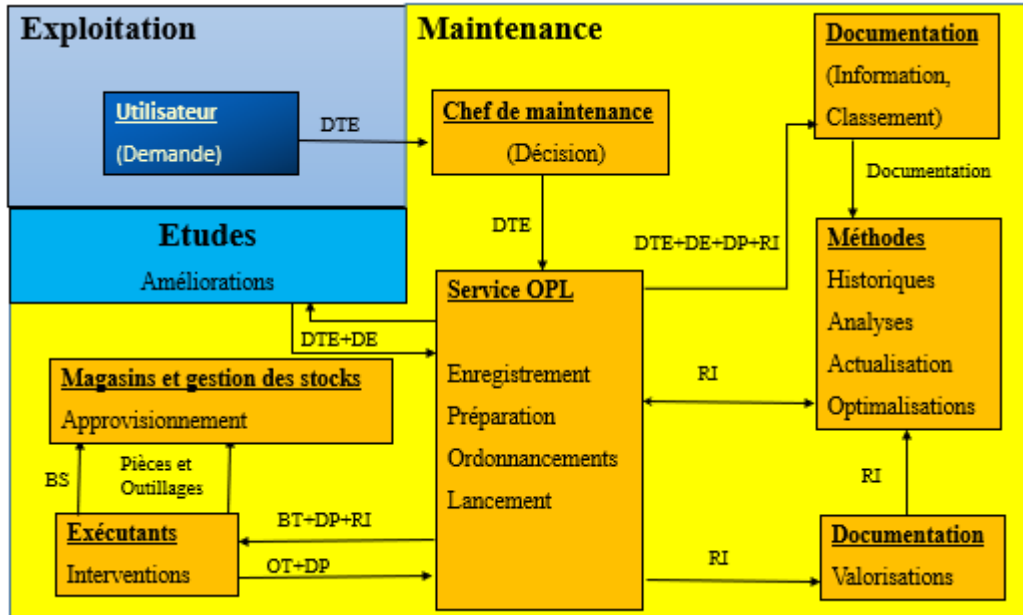 Exploitation
Utilisateur
(Demande)
DTE
Maintenance
Chef de maintenance
(Décision)
DTE
Documentation
(Information,
Classement)
Documentation
DTE+DE+DP+RI
Etudes
Améliorations
DTE+DE
Service OPL
Enregistrement
Préparation
Ordonnancements
Lancement
RI
Méthodes
Historiques
Analyses
Actualisation
Optimalisations
Magasins et gestion des stocks
Approvisionnement
BS
Pièces et
Outillages
Exécutants
Interventions
BT+DP+RI
OT+DP
RI
RI
Documentation
Valorisations